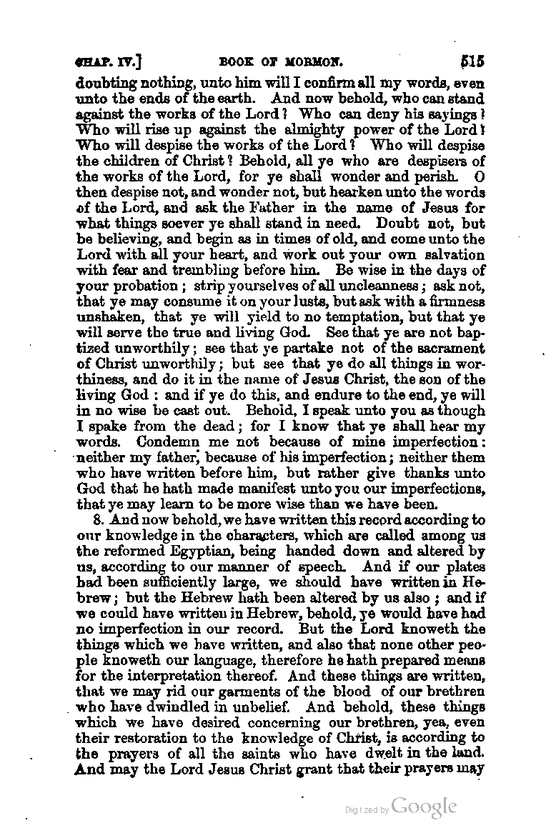 CHAP. IV.] BOOK OF MORMON. 515
doubting nothing, unto him will I confirm all my words, even
unto the ends of the earth. And now behold, who can stand
against the works of the Lord? Who can deny his sayings?
Who will rise up against the almighty power of the Lord?
Who will despise the works of the Lord? Who will despise
the children of Christ? Behold, all ye who are despisers of
the works of the Lord, for ye shall wonder and perish. O
then despise not, and wonder not, but hearken unto the words
of the Lord, and ask the Father in the name of Jesus for
what things soever ye shall stand in need. Doubt not, but
be believing, and begin as in times of old, and come unto the
Lord with all your heart, and work out your own salvation
with fear and trembling before him. Be wise in the days of
your probation; strip yourselves of all uncleanness; ask not,
that ye may consume it on your lusts, but ask with a firmness
unshaken, that ye will yield to no temptation, but that ye
will serve the true and living God. See that ye are not bap-
tized unworthily; see that ye partake not of the sacrament
of Christ unworthily; but see that ye do all things in wor-
thiness, and do it in the name of Jesus Christ, the son of the
living God: and if ye do this, and endure to the end, ye will
in no wise be cast out. Behold, I speak unto you as though
I spake from the dead; for I know that ye shall hear my
words. Condemn me not because of mine imperfection:
neither my father, because of his imperfection; neither them
who have written before him, but rather give thanks unto
God that he hath made manifest unto you our imperfections,
that ye may learn to be more wise than we have been.
8. And now behold, we have written this record according to
our knowledge in the characters, which are called among us
the reformed Egyptian, being handed down and altered by
us, according to our manner of speech. And if our plates
had been sufficiently large, we should have written in He-
brew; but the Hebrew hath been altered by us also; and if
we could have written in Hebrew, behold, ye would have had
no imperfection in our record. But the Lord knoweth the
things which we have written, and also that none other peo-
ple knoweth our language, therefore he hath prepared means
for the interpretation thereof. And these things are written,
that we may rid our garments of the blood of our brethren
who have dwindled in unbelief. And behold, these things
which we have desired concerning our brethren, yea, even
their restoration to the knowledge of Christ, is according to
the prayers of all the saints who have dwelt in the land.
And may the Lord Jesus Christ grant that their prayers may
Digitized by Google